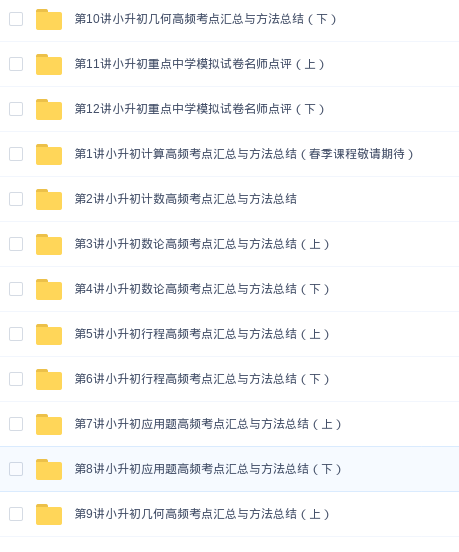 第10讲小升初几何高频考点汇总与方法总结（下）
第11讲小升初重点中学模拟试卷名师点评（上）
第12讲小升初重点中学模拟试卷名师点评（下）
第1讲小升初计算高频考点汇总与方法总结（春季课程敬请期待）
第2讲小升初计数高频考点汇总与方法总结
第3讲小升初数论高频考点汇总与方法总结（上）
第4讲小升初数论高频考点汇总与方法总结（下）
第5讲小升初行程高频考点汇总与方法总结（上）
第6讲小升初行程高频考点汇总与方法总结（下）
第7讲小升初应用题高频考点汇总与方法总结（上）
第8讲小升初应用题高频考点汇总与方法总结（下）
第9讲小升初几何高频考点汇总与方法总结（上）